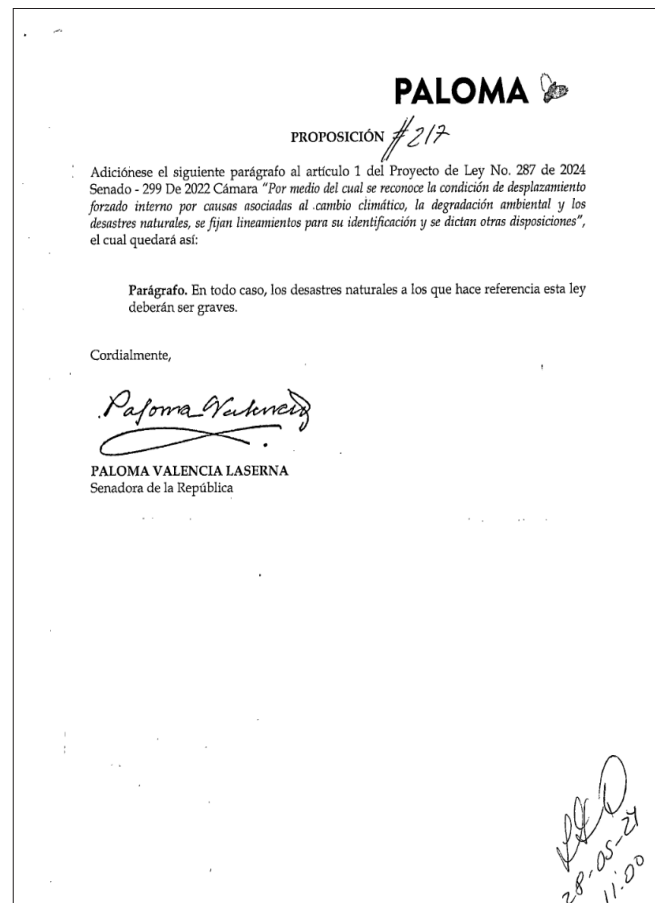 PALOMA
PROPOSICIÓN #217
Adiciónese el siguiente parágrafo al artículo 1 del Proyecto de Ley No. 287 de 2024
Senado - 299 De 2022 Cámara "Por medio del cual se reconoce la condición de desplazamiento
forzado interno por causas asociadas al cambio climático, la degradación ambiental y los
desastres naturales, se fijan lineamientos para su identificación y se dictan otras disposiciones",
el cual quedará así:
Parágrafo. En todo caso, los desastres naturales a los que hace referencia esta ley
deberán ser graves.
Cordialmente,
Paloma Valencia
PALOMA VALENCIA LASERNA
Senadora de la República
28-05-24
11:00